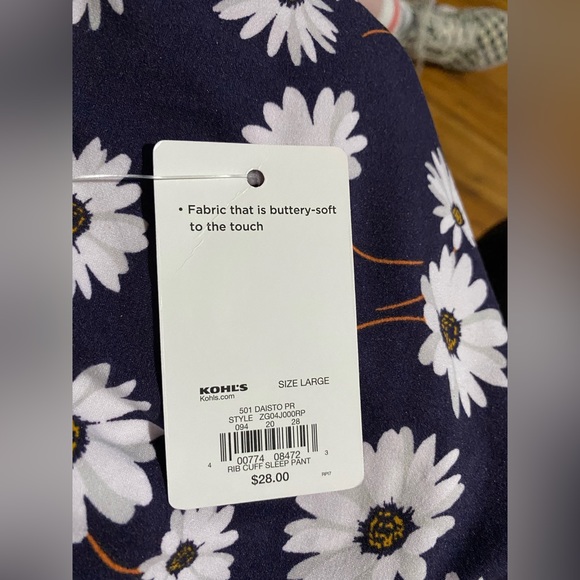 • Fabric that is buttery-soft
to the touch
KOHL'S SIZE LARGE
Kohls.com
501 DAISTO PR
STYLE ZG04J000RP
094 20 28
4 00774 08472 3
RIB CUFF SLEEP PANT
$28.00 RP17